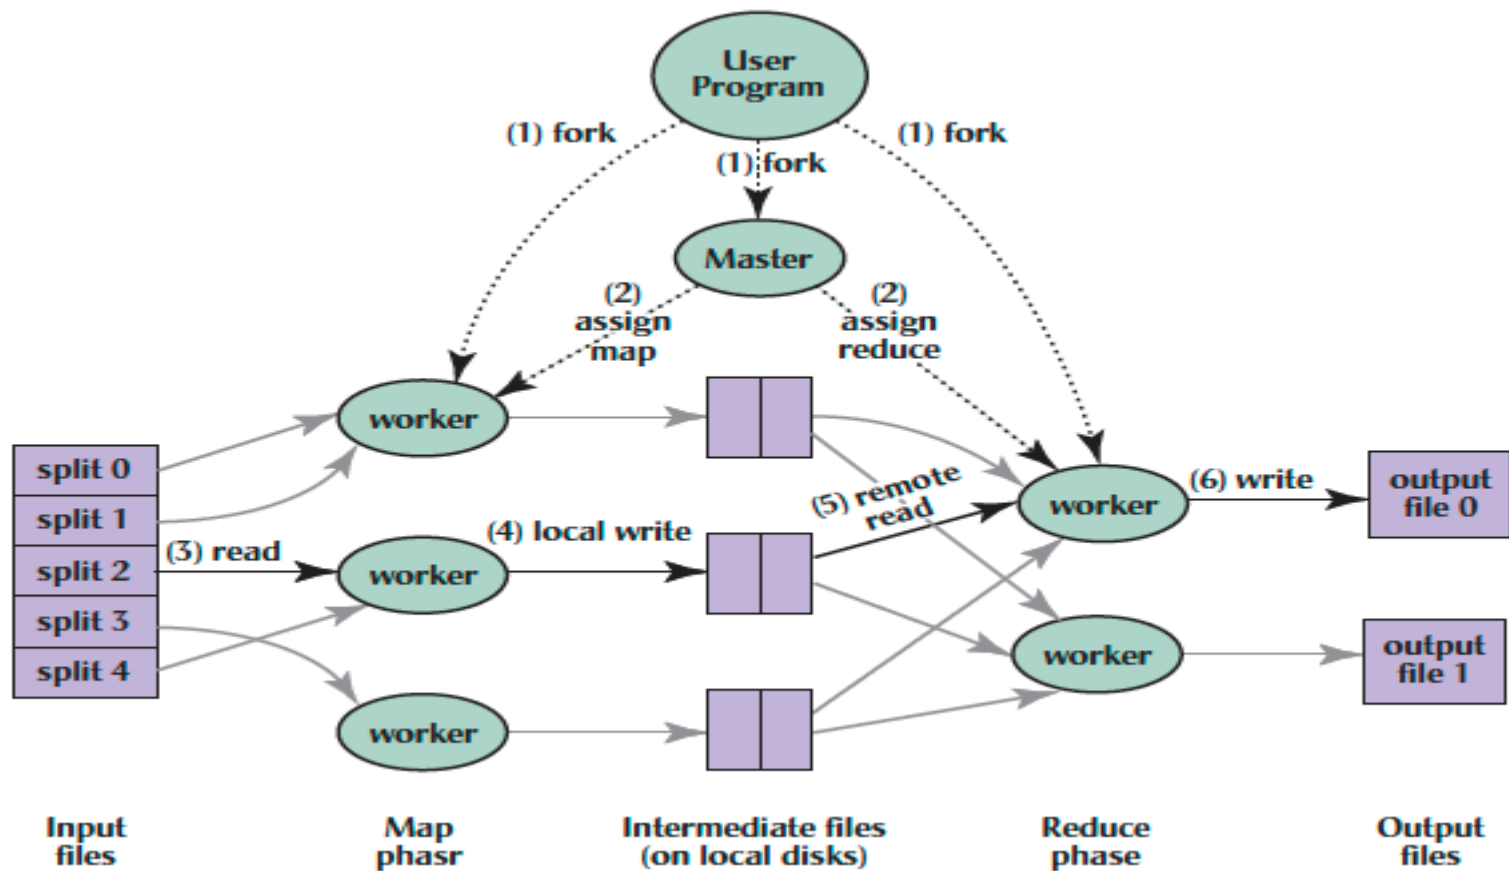 User
Program
(1) fork
(1) fork
(1) fork
Master
(2)
assign
map
(2)
assign
reduce
worker
split 0
split 1
split 2
split 3
split 4
(3) read
worker
(4) local write
(5) remote
read
worker
(6) write
output
file 0
worker
output
file 1
worker
Input
files
Map
phasr
Intermediate files
(on local disks)
Reduce
phase
Output
files